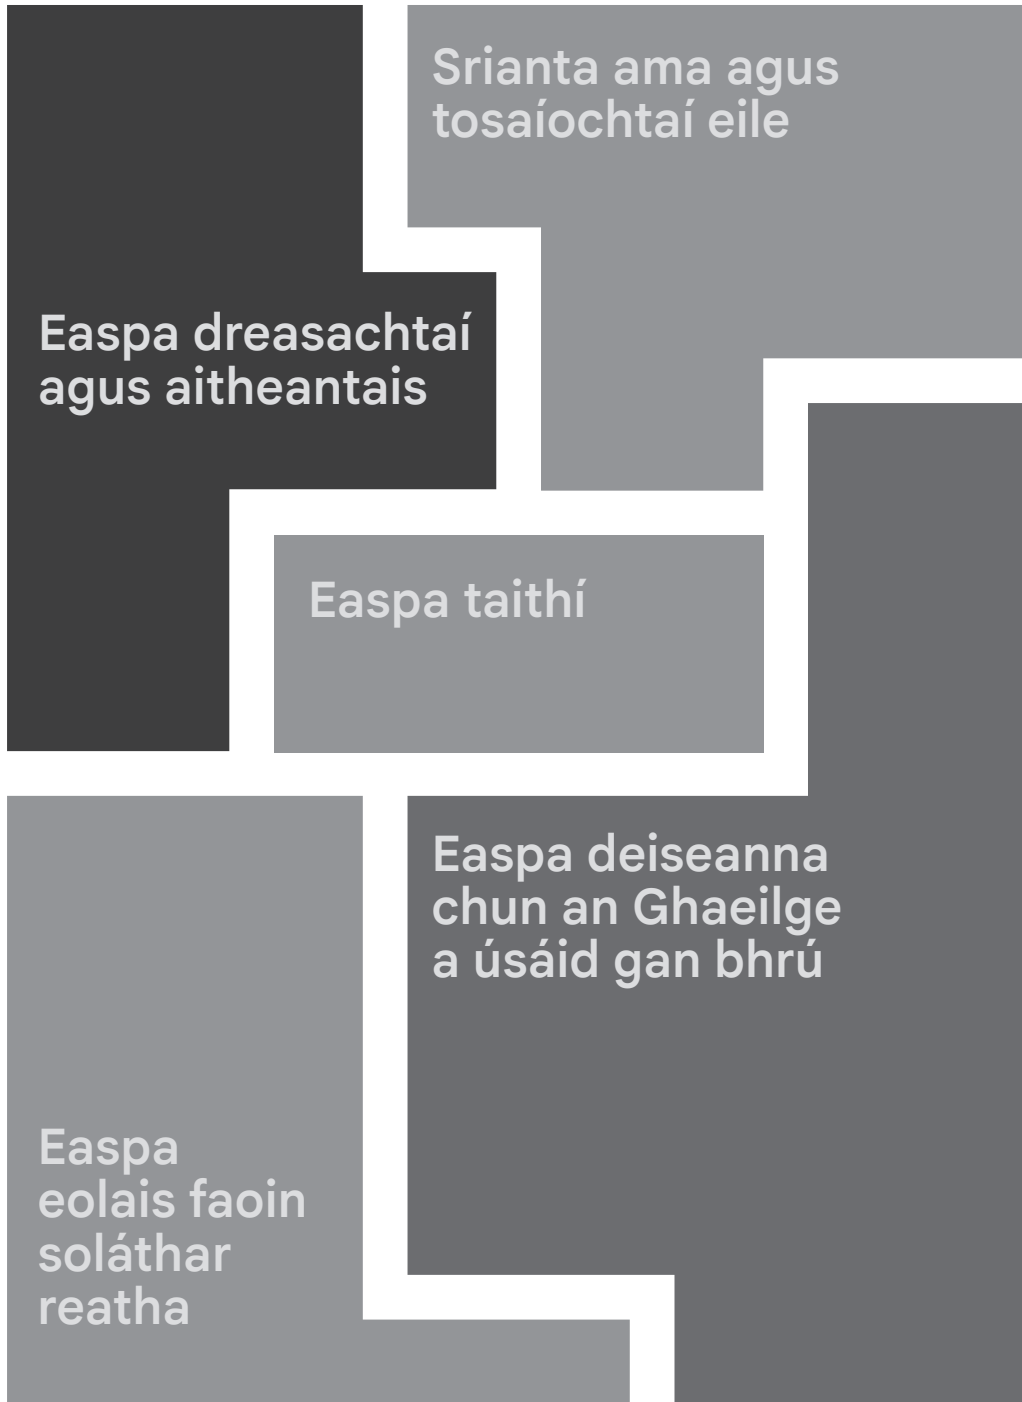 Srianta ama agus
tosaíochtaí eile
Easpa dreasachtaí
agus aitheantais
Easpa taithí
Easpa deiseanna
chun an Ghaeilge
a úsáid gan bhrú
Easpa
eolais faoin
soláthar
reatha